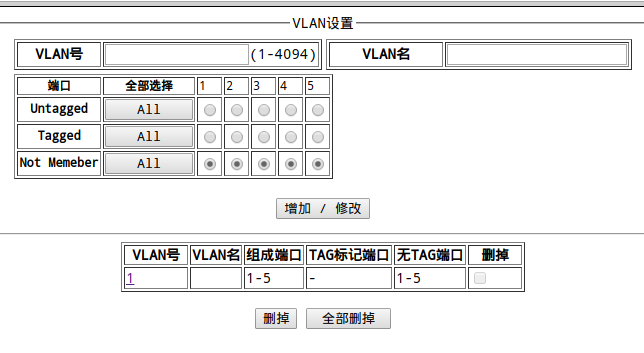 VLAN设置
VLAN号 (1-4094) VLAN名
端口 全部选择 1 2 3 4 5
Untagged All
Tagged All
Not Memeber All
增加 / 修改
VLAN号 VLAN名 组成端口 TAG标记端口 无TAG端口 删掉
1 1-5 - 1-5
删掉 全部删掉